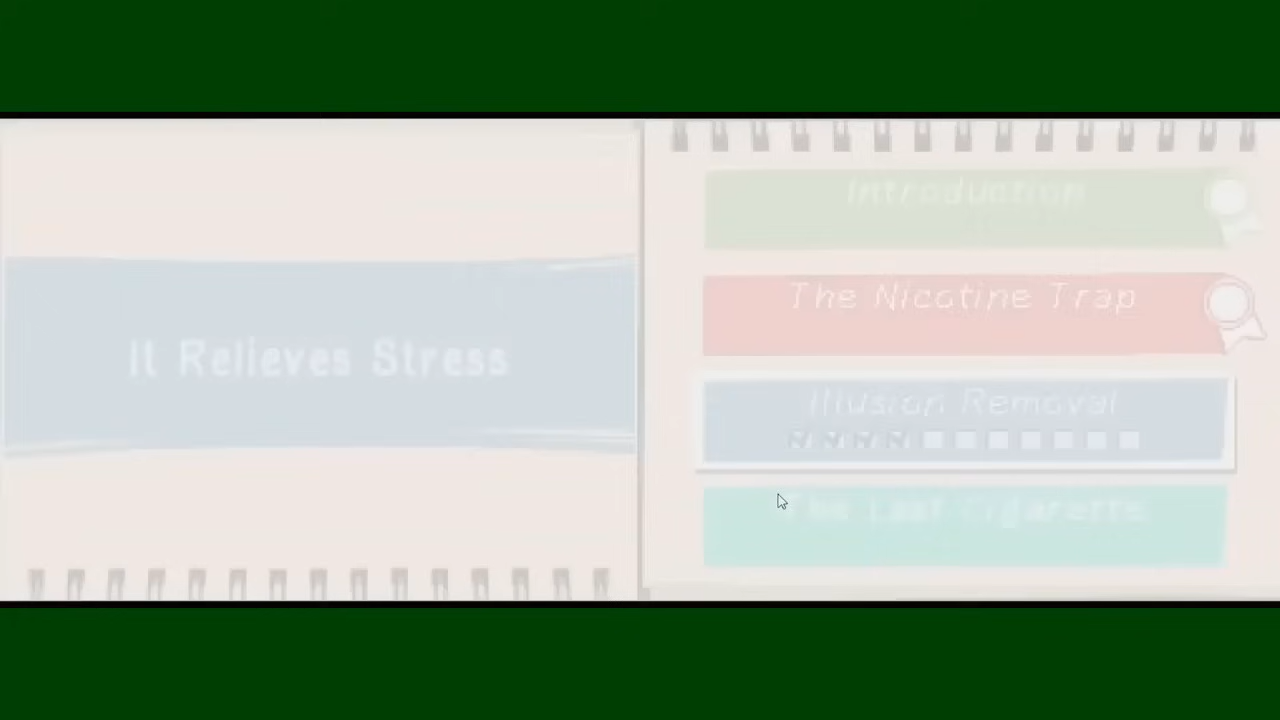 It Relieves Stress
Introduction
The Nicotine Trap
Illusion Removal
The Last Cigarette